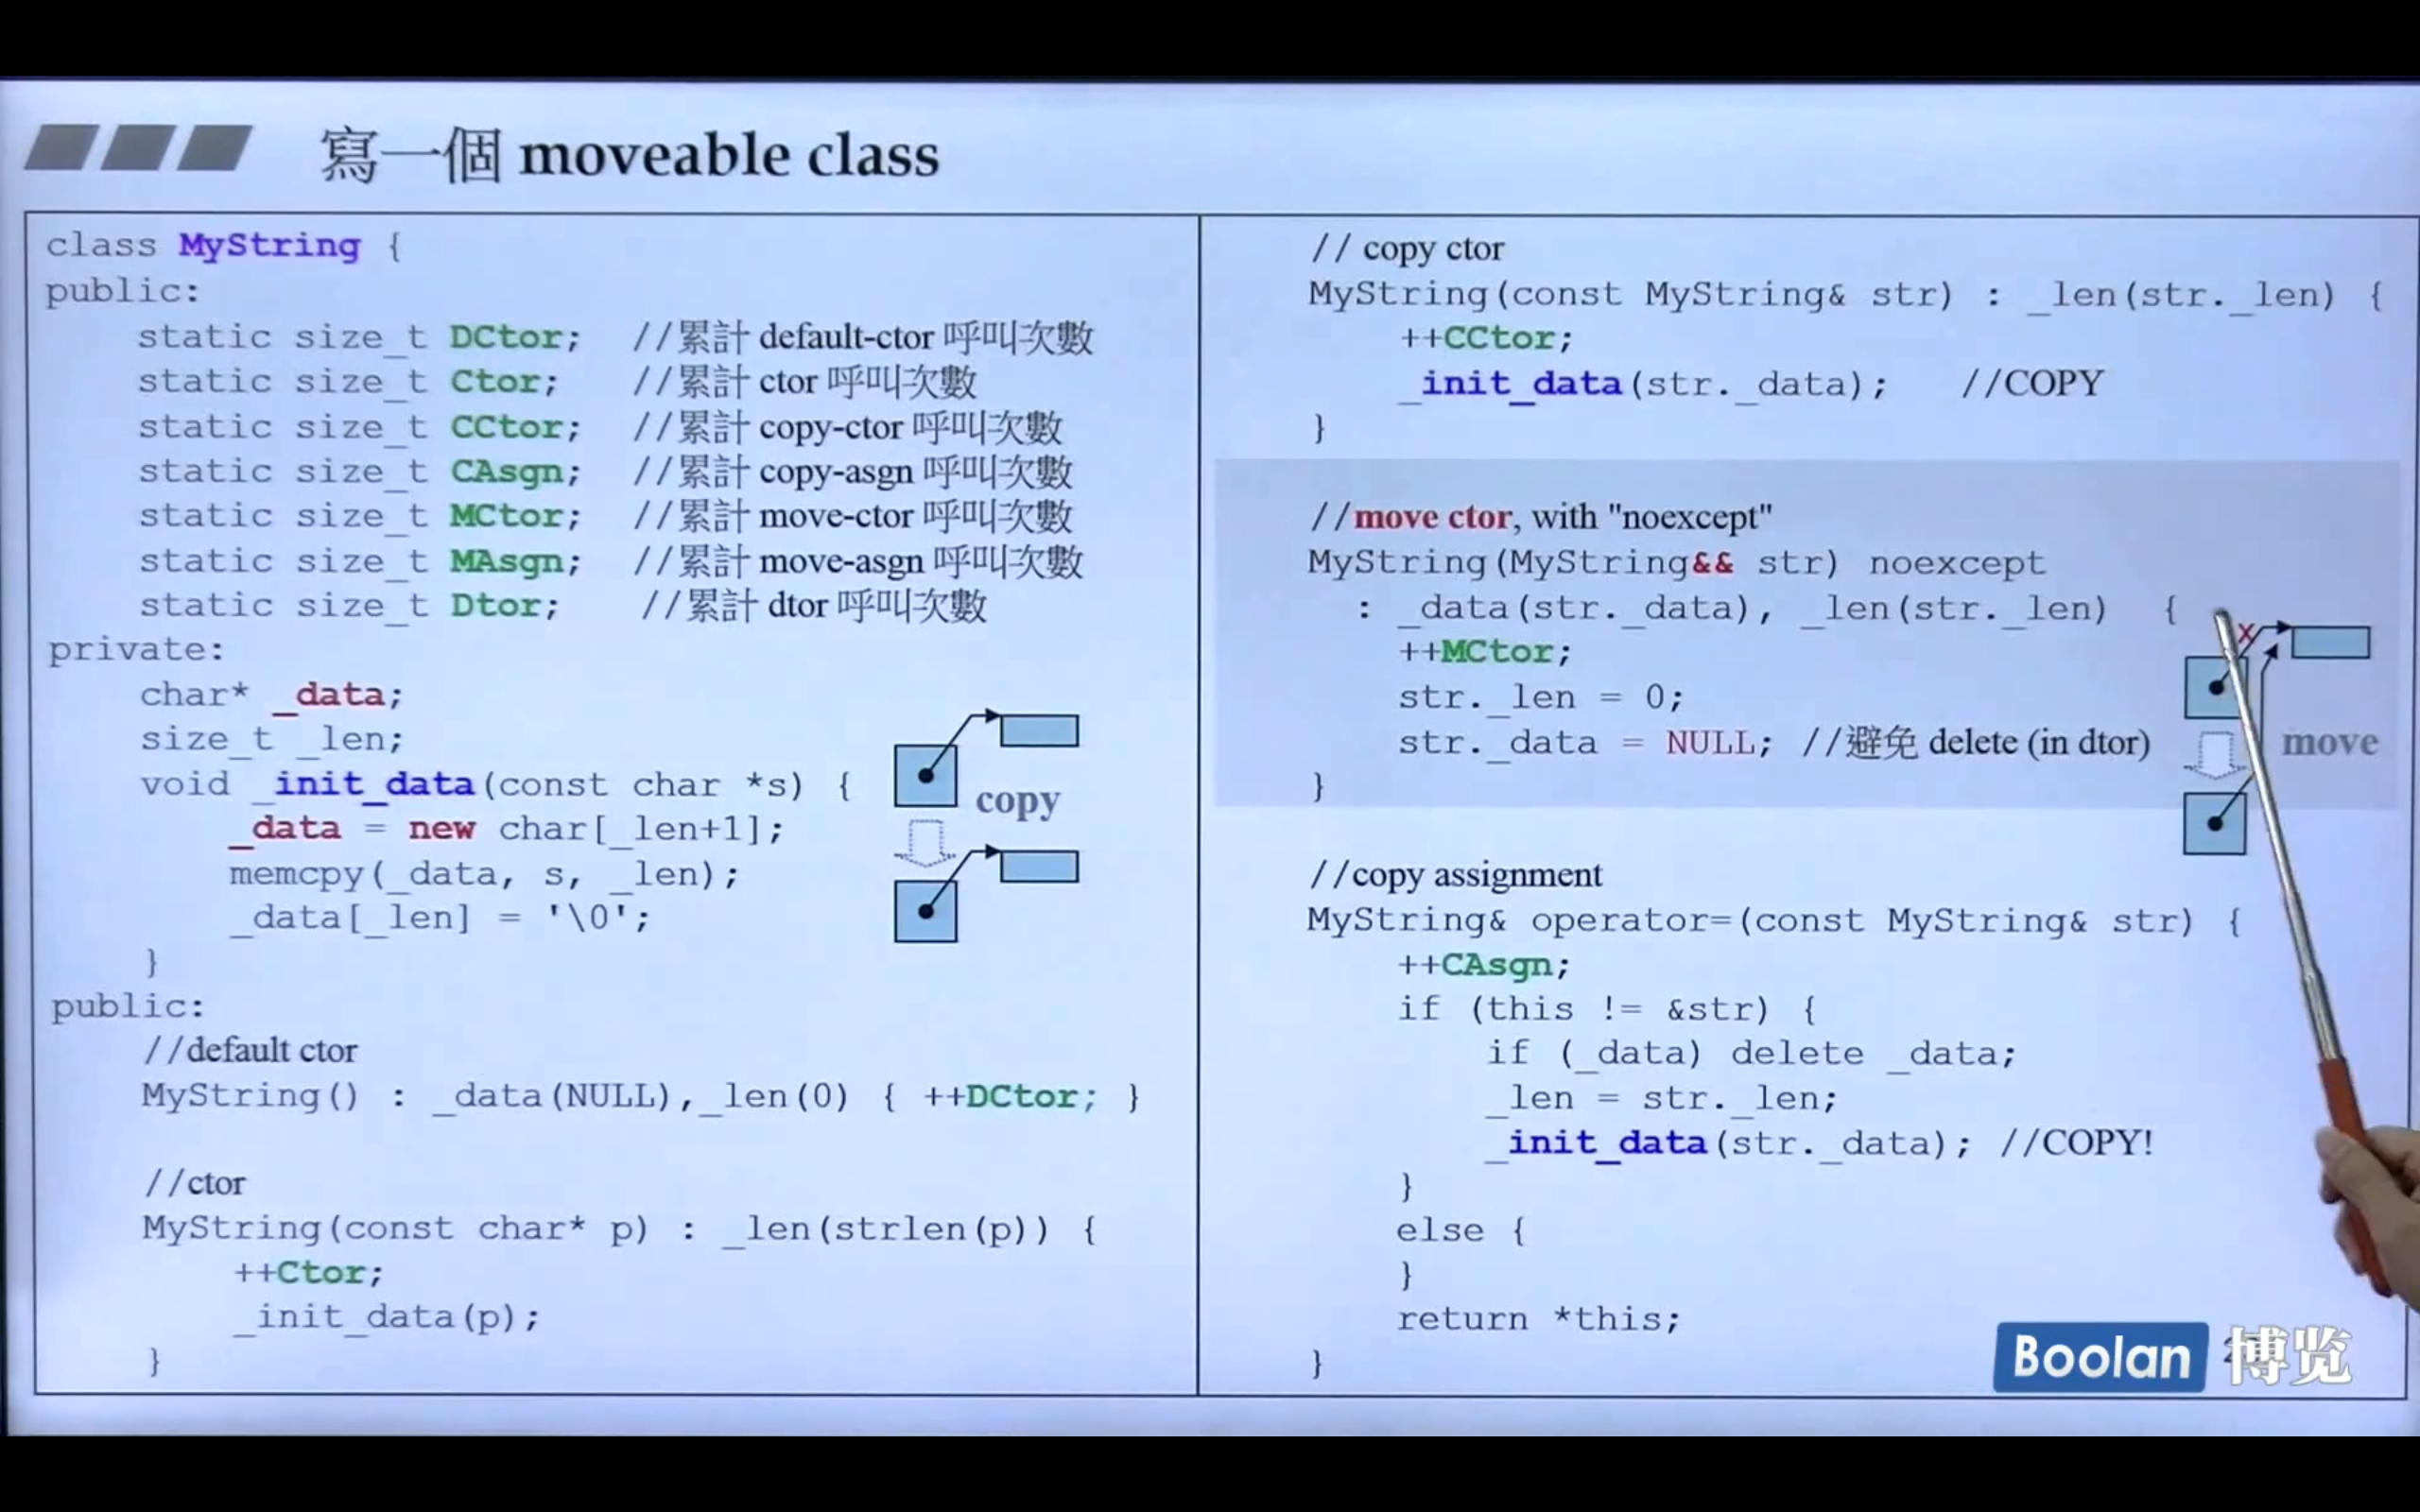 寫一個 moveable class
class MyString {
public:
static size_t DCtor; //累計 default-ctor 呼叫次數
static size_t Ctor; //累計 ctor 呼叫次數
static size_t CCtor; //累計 copy-ctor 呼叫次數
static size_t CAsgn; //累計 copy-asgn 呼叫次數
static size_t MCtor; //累計 move-ctor 呼叫次數
static size_t MAsgn; //累計 move-asgn 呼叫次數
static size_t Dtor; //累計 dtor 呼叫次數
private:
char* _data;
size_t _len;
void _init_data(const char *s) {
_data = new char[_len+1];
memcpy(_data, s, _len);
_data[_len] = '\0';
}
copy
public:
//default ctor
MyString() : _data(NULL),_len(0) { ++DCtor; }
//ctor
MyString(const char* p) : _len(strlen(p)) {
++Ctor;
_init_data(p);
}
// copy ctor
MyString(const MyString& str) : _len(str._len) {
++CCtor;
_init_data(str._data); //COPY
}
//move ctor, with "noexcept"
MyString(MyString&& str) noexcept
: _data(str._data), _len(str._len) {
++MCtor;
str._len = 0;
str._data = NULL; //避免 delete (in dtor)
}
X
move
//copy assignment
MyString& operator=(const MyString& str) {
++CAsgn;
if (this != &str) {
if (_data) delete _data;
_len = str._len;
_init_data(str._data); //COPY!
}
else {
}
return *this;
}
Boolan 博览